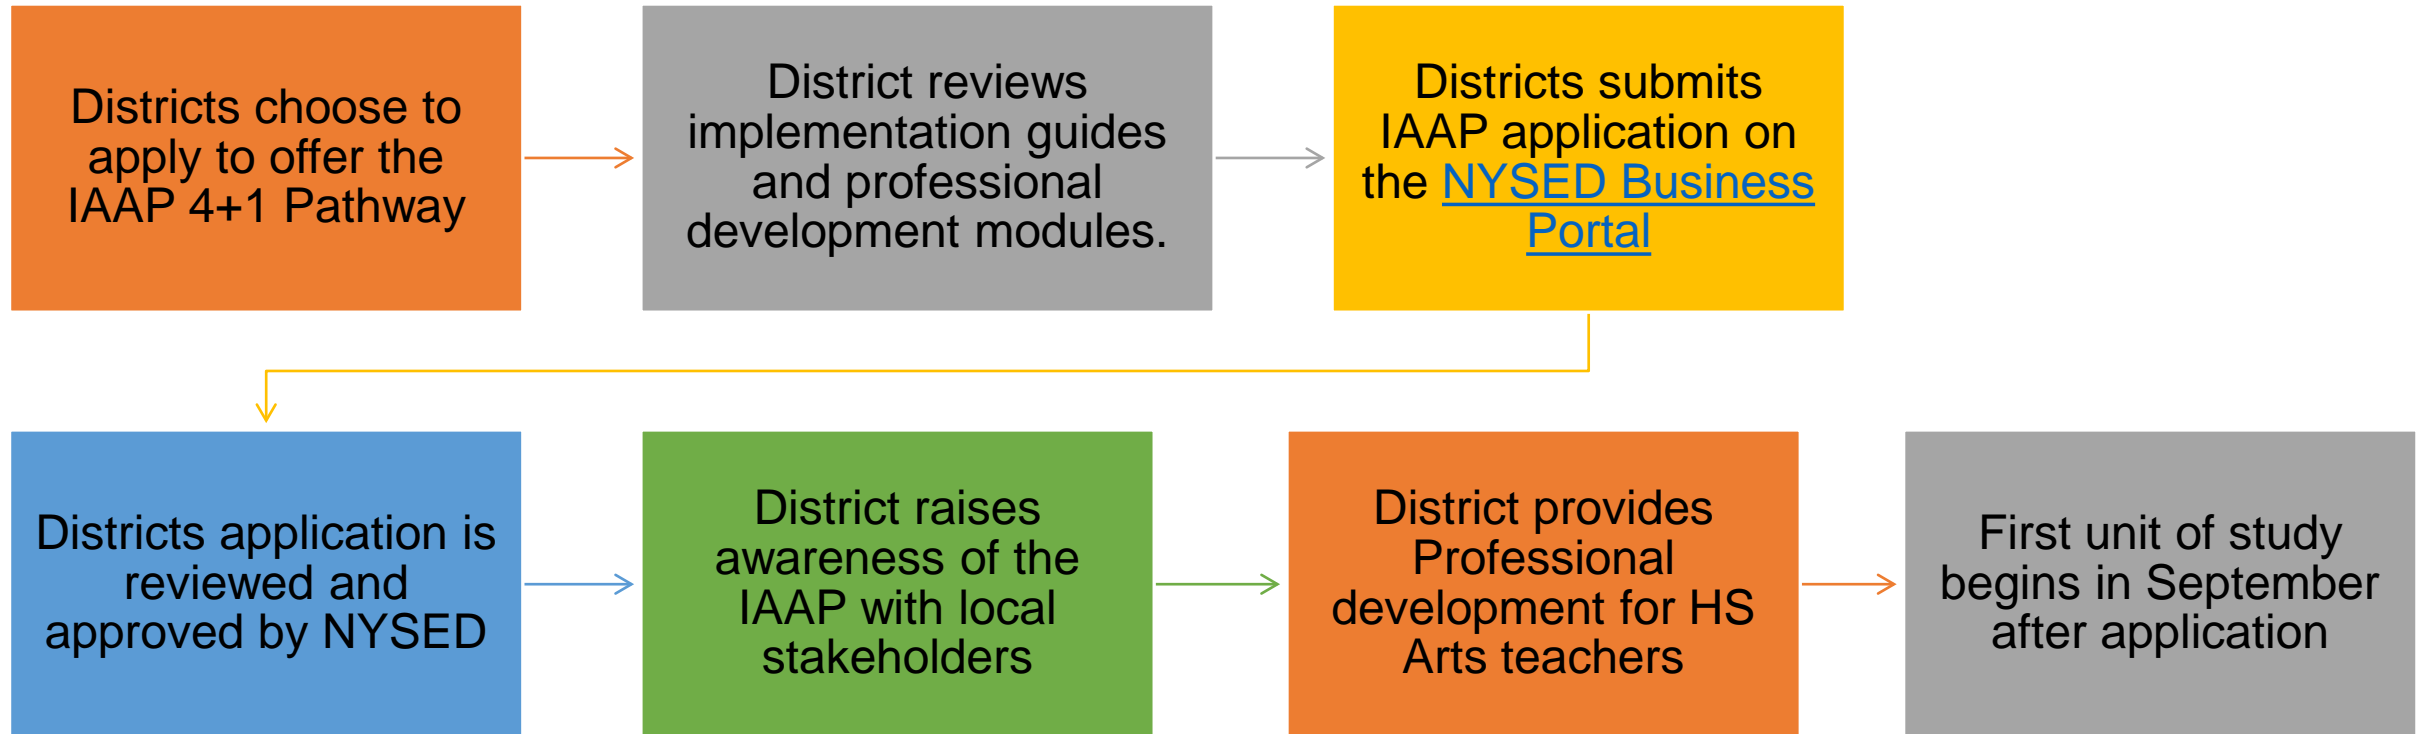 Districts choose to
apply to offer the
IAAP 4+1 Pathway
District reviews
implementation guides
and professional
development modules.
Districts submits
IAAP application on
the NYSED Business
Portal
Districts application is
reviewed and
approved by NYSED
District raises
awareness of the
IAAP with local
stakeholders
District provides
Professional
development for HS
Arts teachers
First unit of study
begins in September
after application